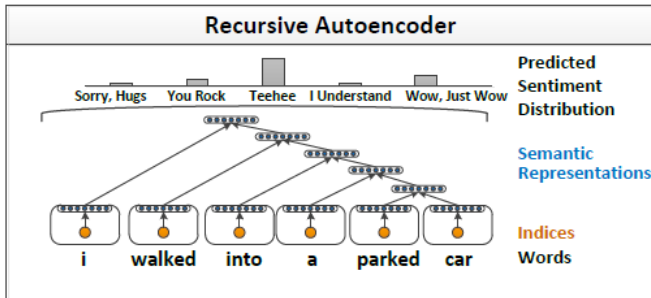 Recursive Autoencoder
Sorry, Hugs You Rock Teehee I Understand Wow, Just Wow
Predicted
Sentiment
Distribution
Semantic
Representations
Indices
i walked into a parked car
Words